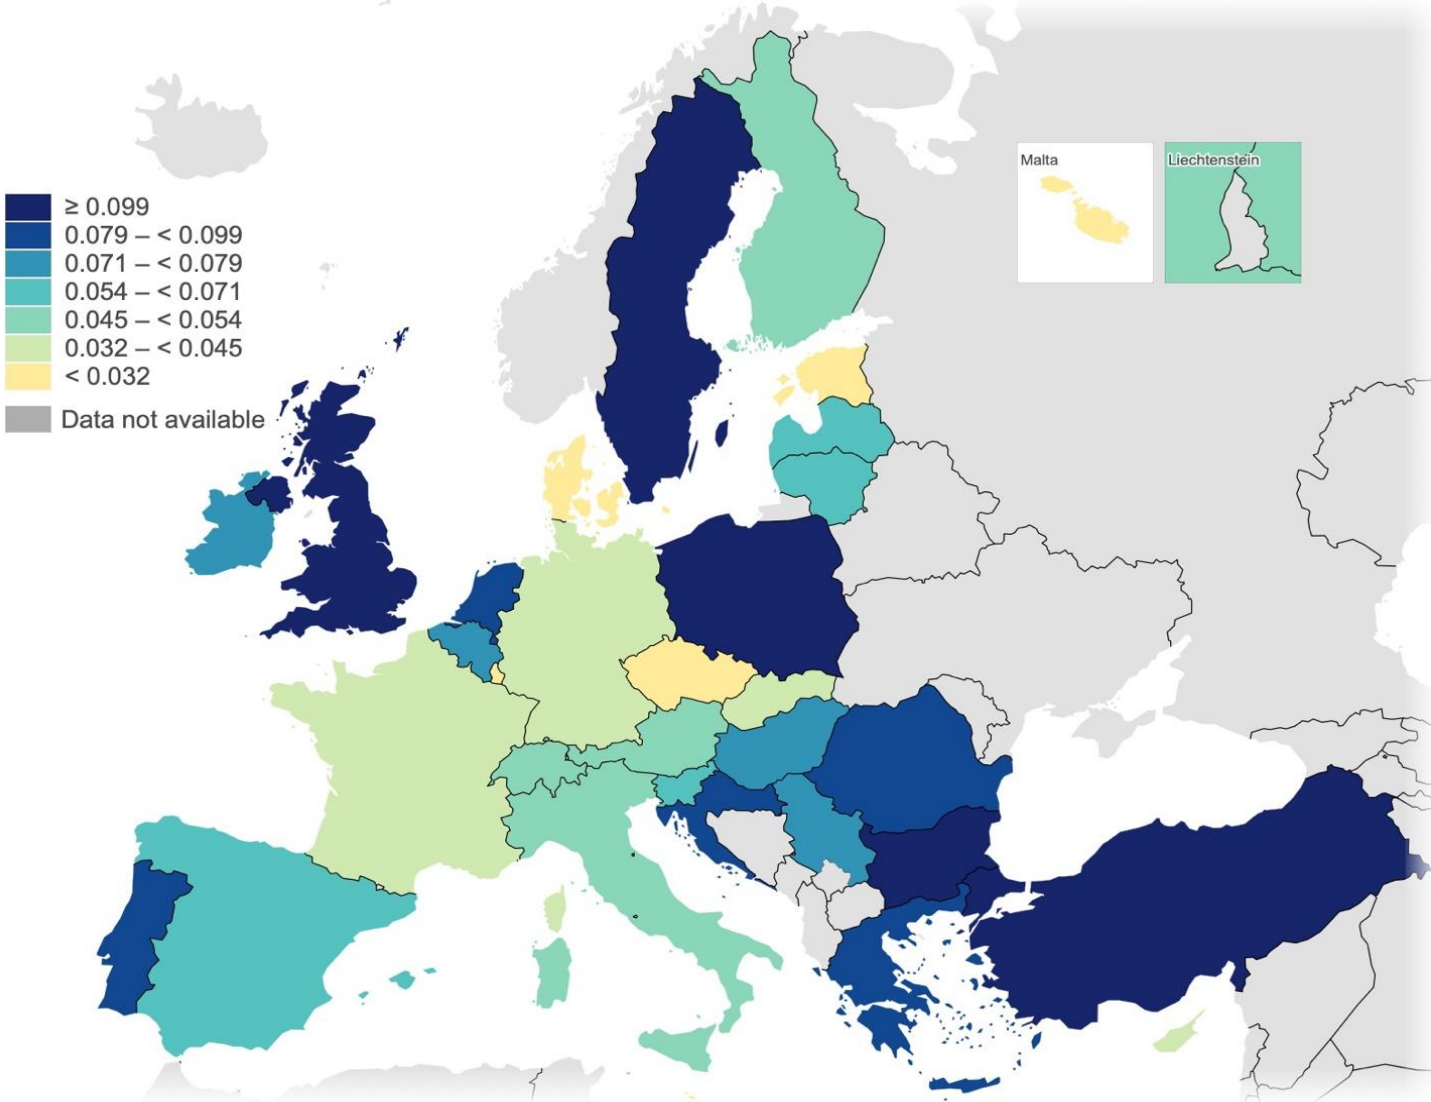 Malta
Liechtenstein
≥ 0.099
0.079 – < 0.099
0.071 – < 0.079
0.054 – < 0.071
0.045 – < 0.054
0.032 – < 0.045
< 0.032
Data not available